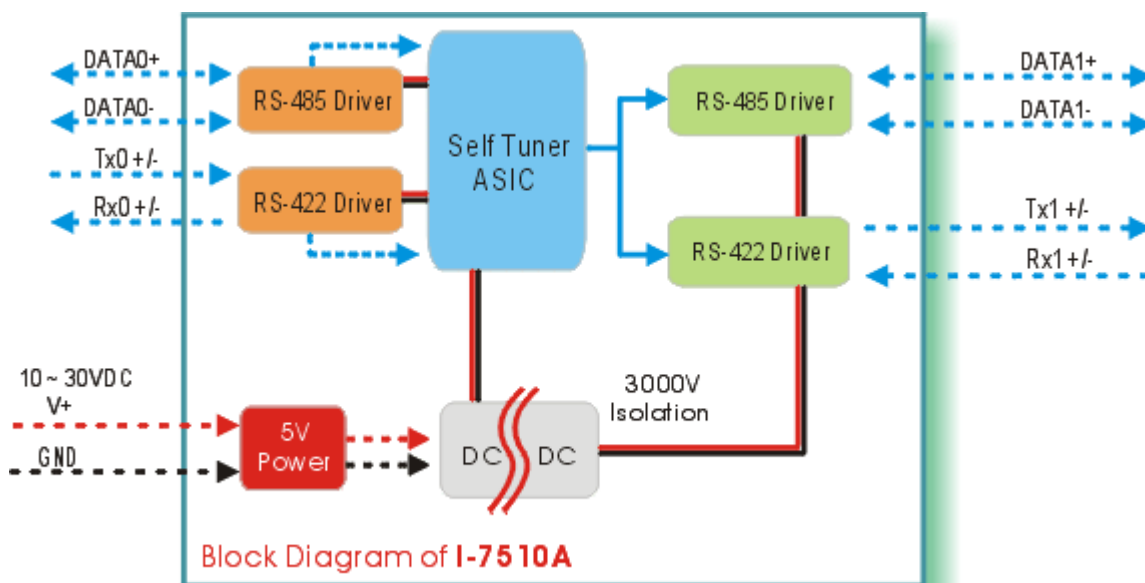 DATA0+
DATA0-
Tx0 +/-
Rx0 +/-
RS-485 Driver
RS-422 Driver
Self Tuner
ASIC
RS-485 Driver
RS-422 Driver
DATA1+
DATA1-
Tx1 +/-
Rx1 +/-
10 ~ 30VDC
V+
GND
5V
Power
DC
DC
3000V
Isolation
Block Diagram of I-7510A